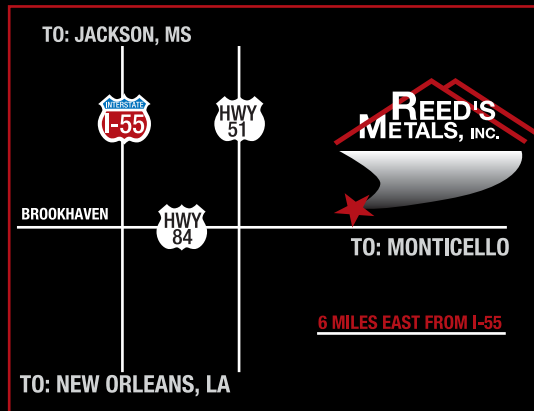 TO: JACKSON, MS
INTERSTATE
I-55
HWY
51
REED'S
METALS, INC.
BROOKHAVEN
HWY
84
TO: MONTICELLO
6 MILES EAST FROM I-55
TO: NEW ORLEANS, LA